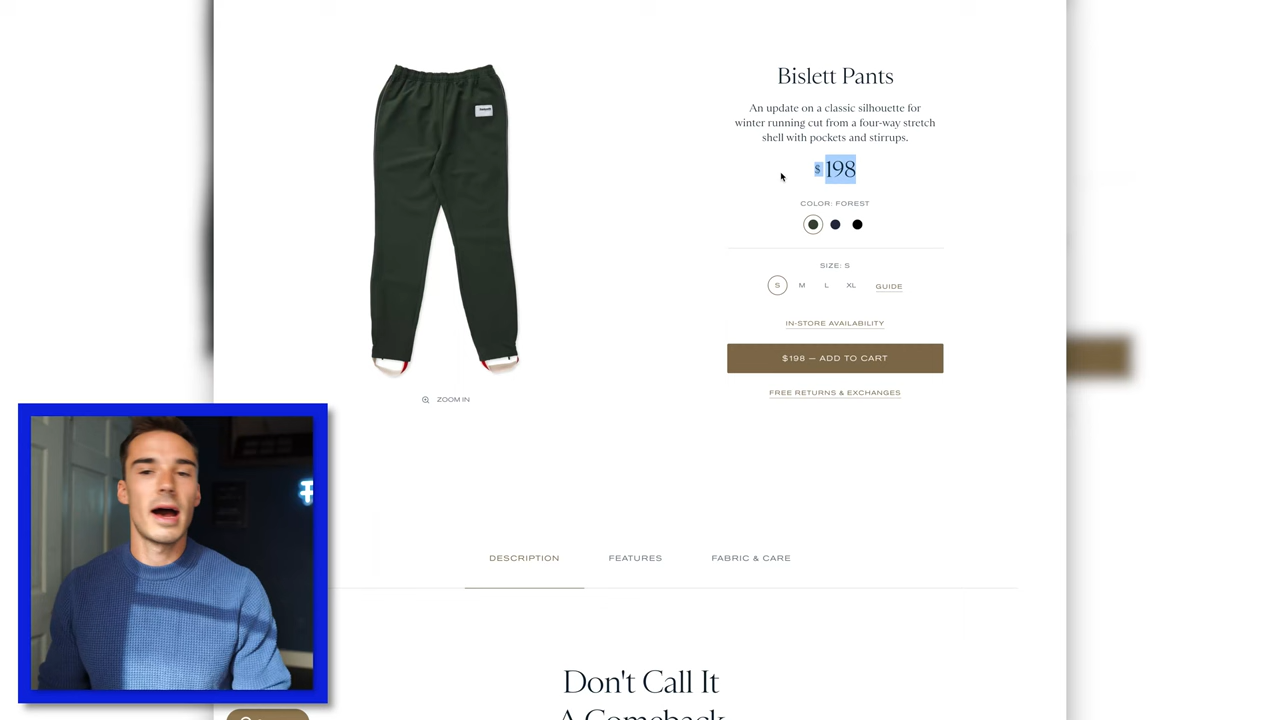 Bislett Pants
An update on a classic silhouette for
winter running cut from a four-way stretch
shell with pockets and stirrups.
$ 198
COLOR: FOREST
SIZE: S
S M L XL GUIDE
IN-STORE AVAILABILITY
$198 — ADD TO CART
FREE RETURNS & EXCHANGES
ZOOM IN
DESCRIPTION FEATURES FABRIC & CARE
Don't Call It
A Comeback